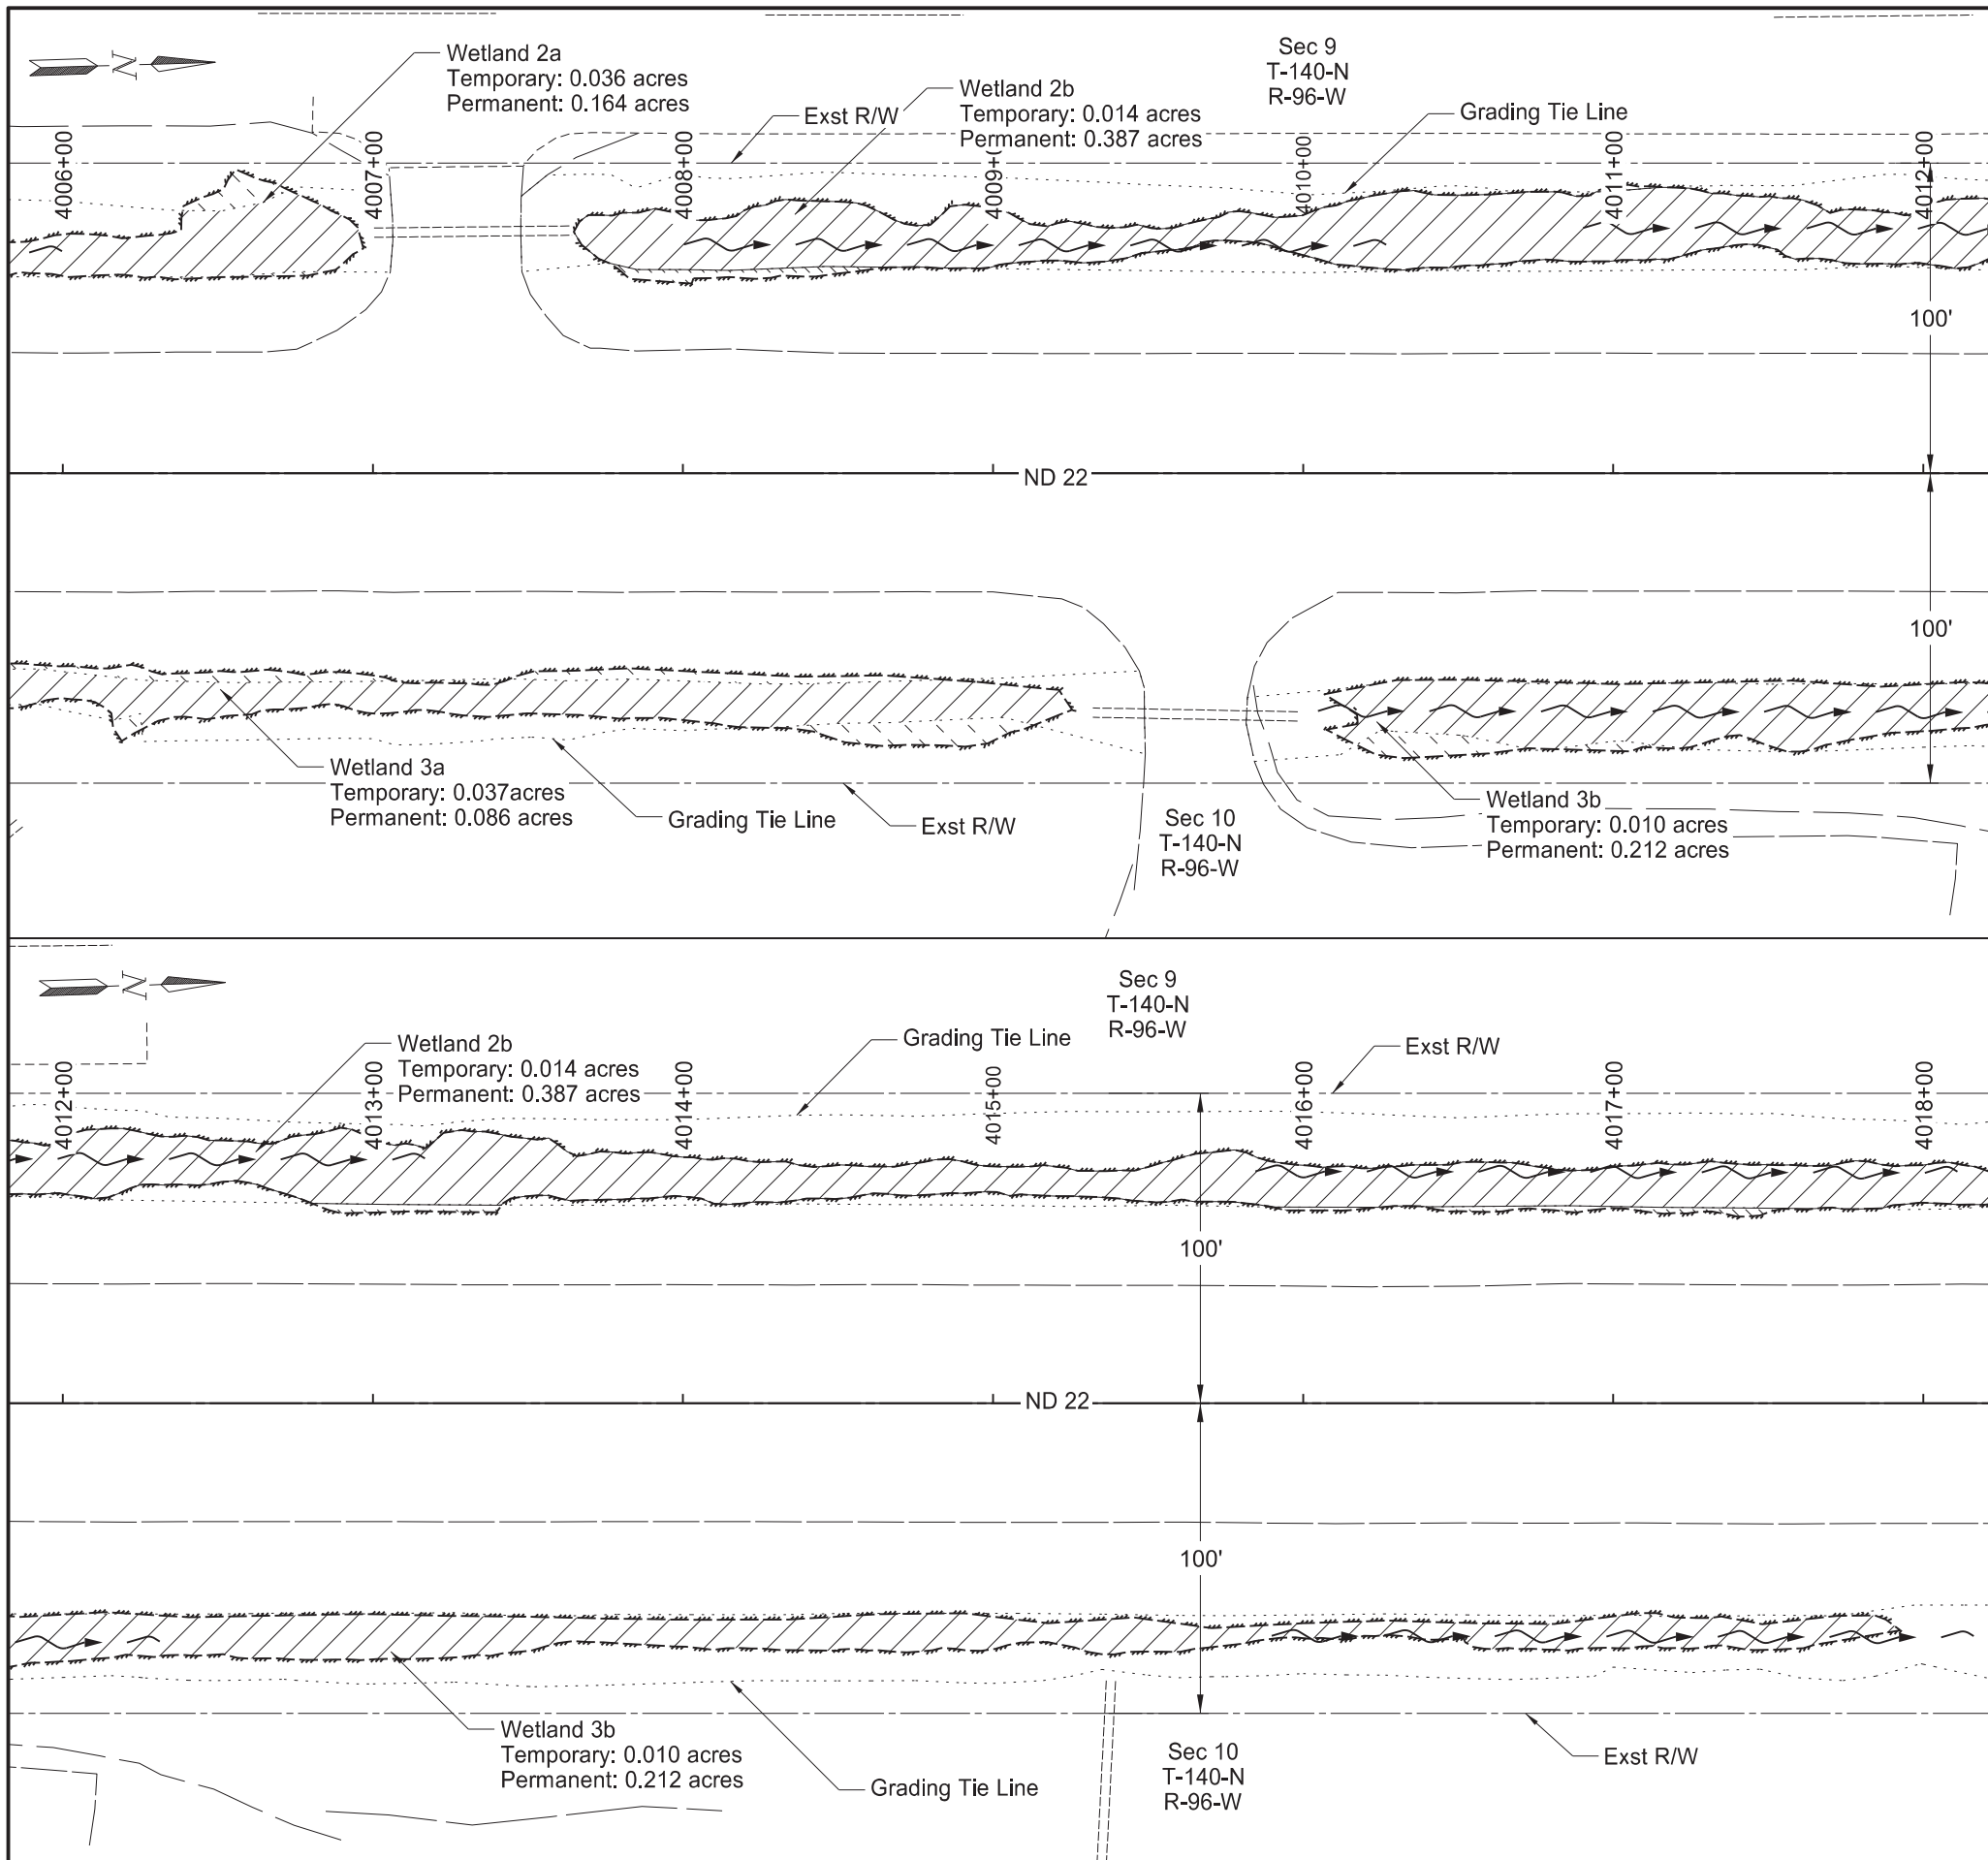 N
Wetland 2a
Temporary: 0.036 acres
Permanent: 0.164 acres
Exst R/W
Wetland 2b
Temporary: 0.014 acres
Permanent: 0.387 acres
Sec 9
T-140-N
R-96-W
Grading Tie Line
4006+00
4007+00
4008+00
4009+0
4010+00
4011+00
4012+00
100'
ND 22
100'
Wetland 3a
Temporary: 0.037acres
Permanent: 0.086 acres
Grading Tie Line
Exst R/W
Sec 10
T-140-N
R-96-W
Wetland 3b
Temporary: 0.010 acres
Permanent: 0.212 acres
N
Wetland 2b
Temporary: 0.014 acres
Permanent: 0.387 acres
Grading Tie Line
Sec 9
T-140-N
R-96-W
Exst R/W
4012+00
4013+00
4014+00
4015+00
4016+00
4017+00
4018+00
100'
ND 22
100'
Wetland 3b
Temporary: 0.010 acres
Permanent: 0.212 acres
Grading Tie Line
Sec 10
T-140-N
R-96-W
Exst R/W